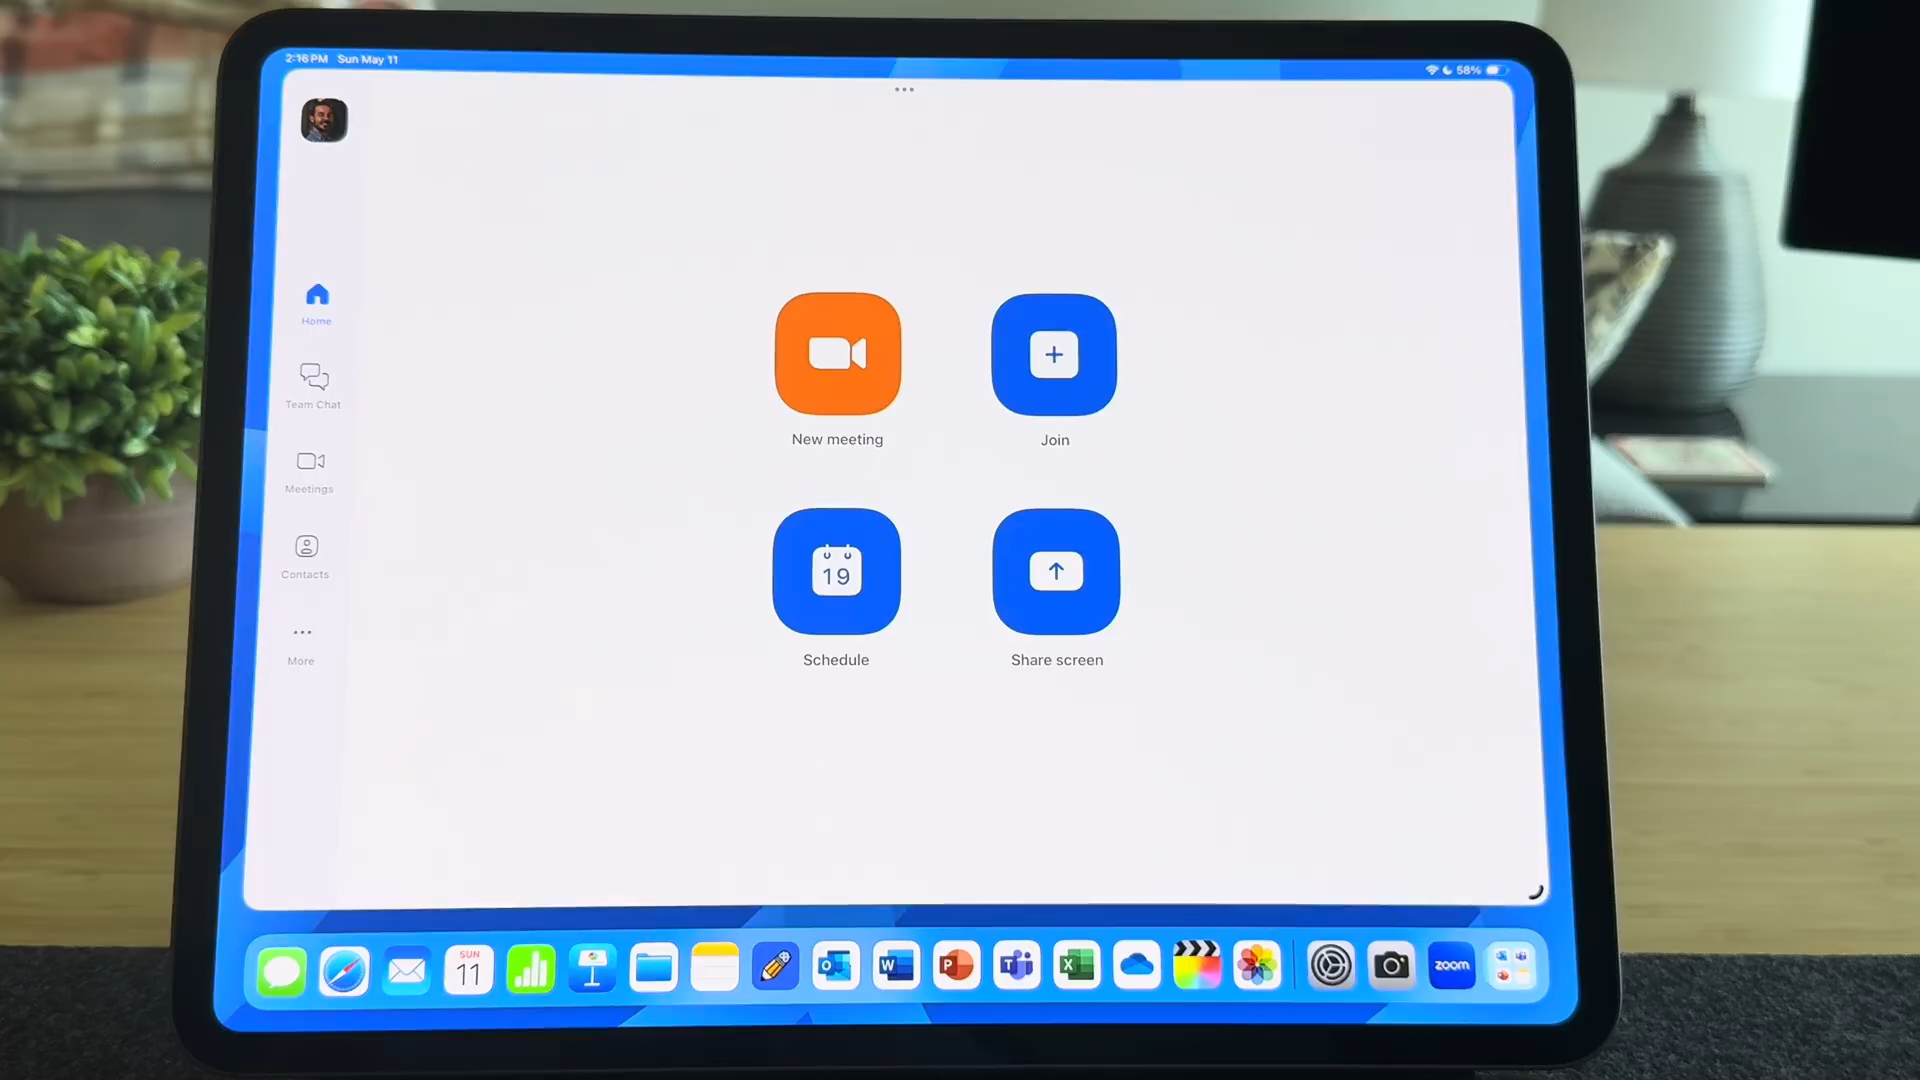 2:16 PM Sun May 11
58%
Home
Team Chat
Meetings
Contacts
More
New meeting
Join
19
Schedule
Share screen
SUN
11
O
W
P
T
X
zoom